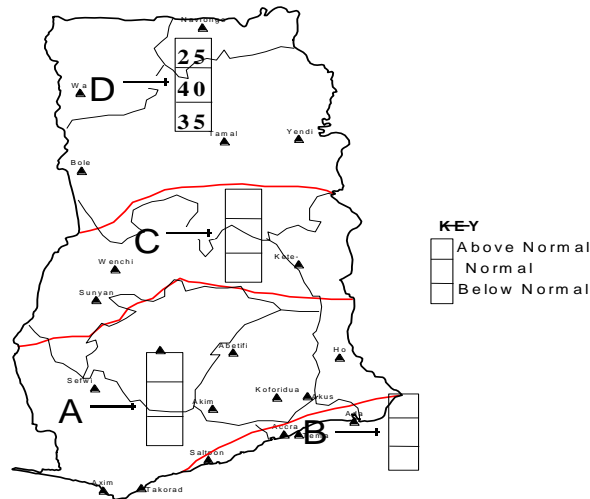 Navrongo
25
Wa
D
40
35
Tamal
Yendi
Bole
C
KEY
Above Normal
Normal
Below Normal
Wenchi
Kete-
Sunyan
Abetifi
Ho
Sefwi
Koforidua
Akus
A
Akim
Ada
Accra
Tema
B
Saltpon
Axim
Takorad